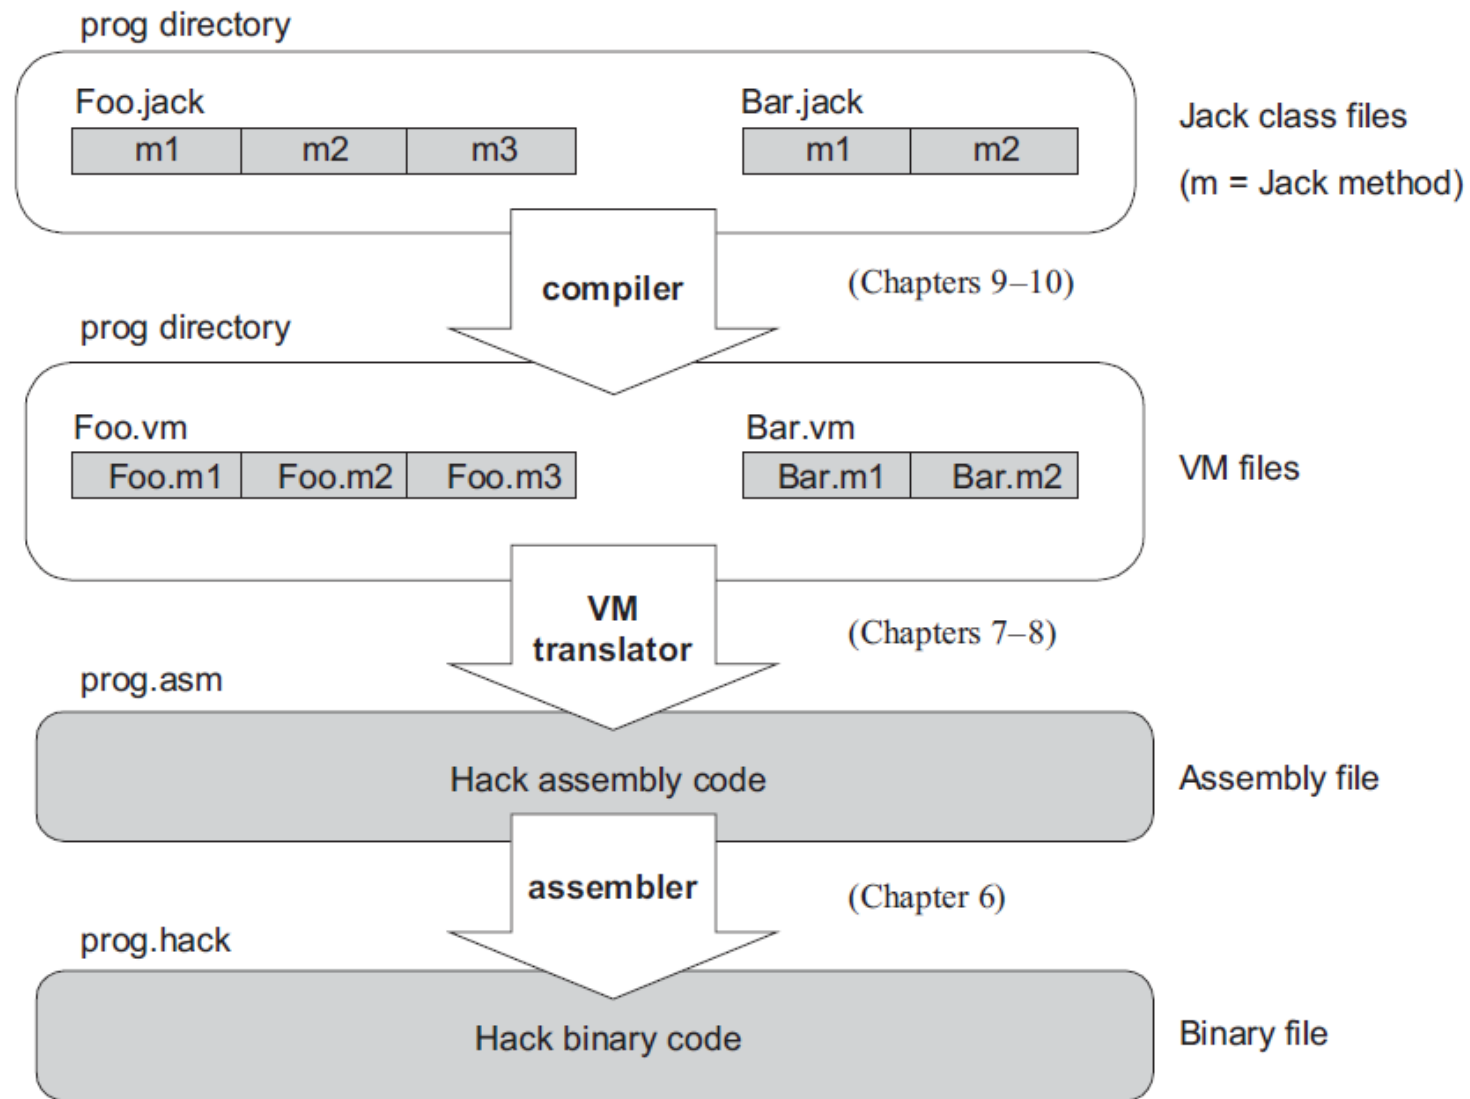 prog directory
Foo.jack
Bar.jack
m1 m2 m3
m1 m2
Jack class files
(m = Jack method)
compiler
(Chapters 9–10)
prog directory
Foo.vm
Bar.vm
Foo.m1 Foo.m2 Foo.m3
Bar.m1 Bar.m2
VM files
VM
translator
(Chapters 7–8)
prog.asm
Hack assembly code
Assembly file
assembler
(Chapter 6)
prog.hack
Hack binary code
Binary file